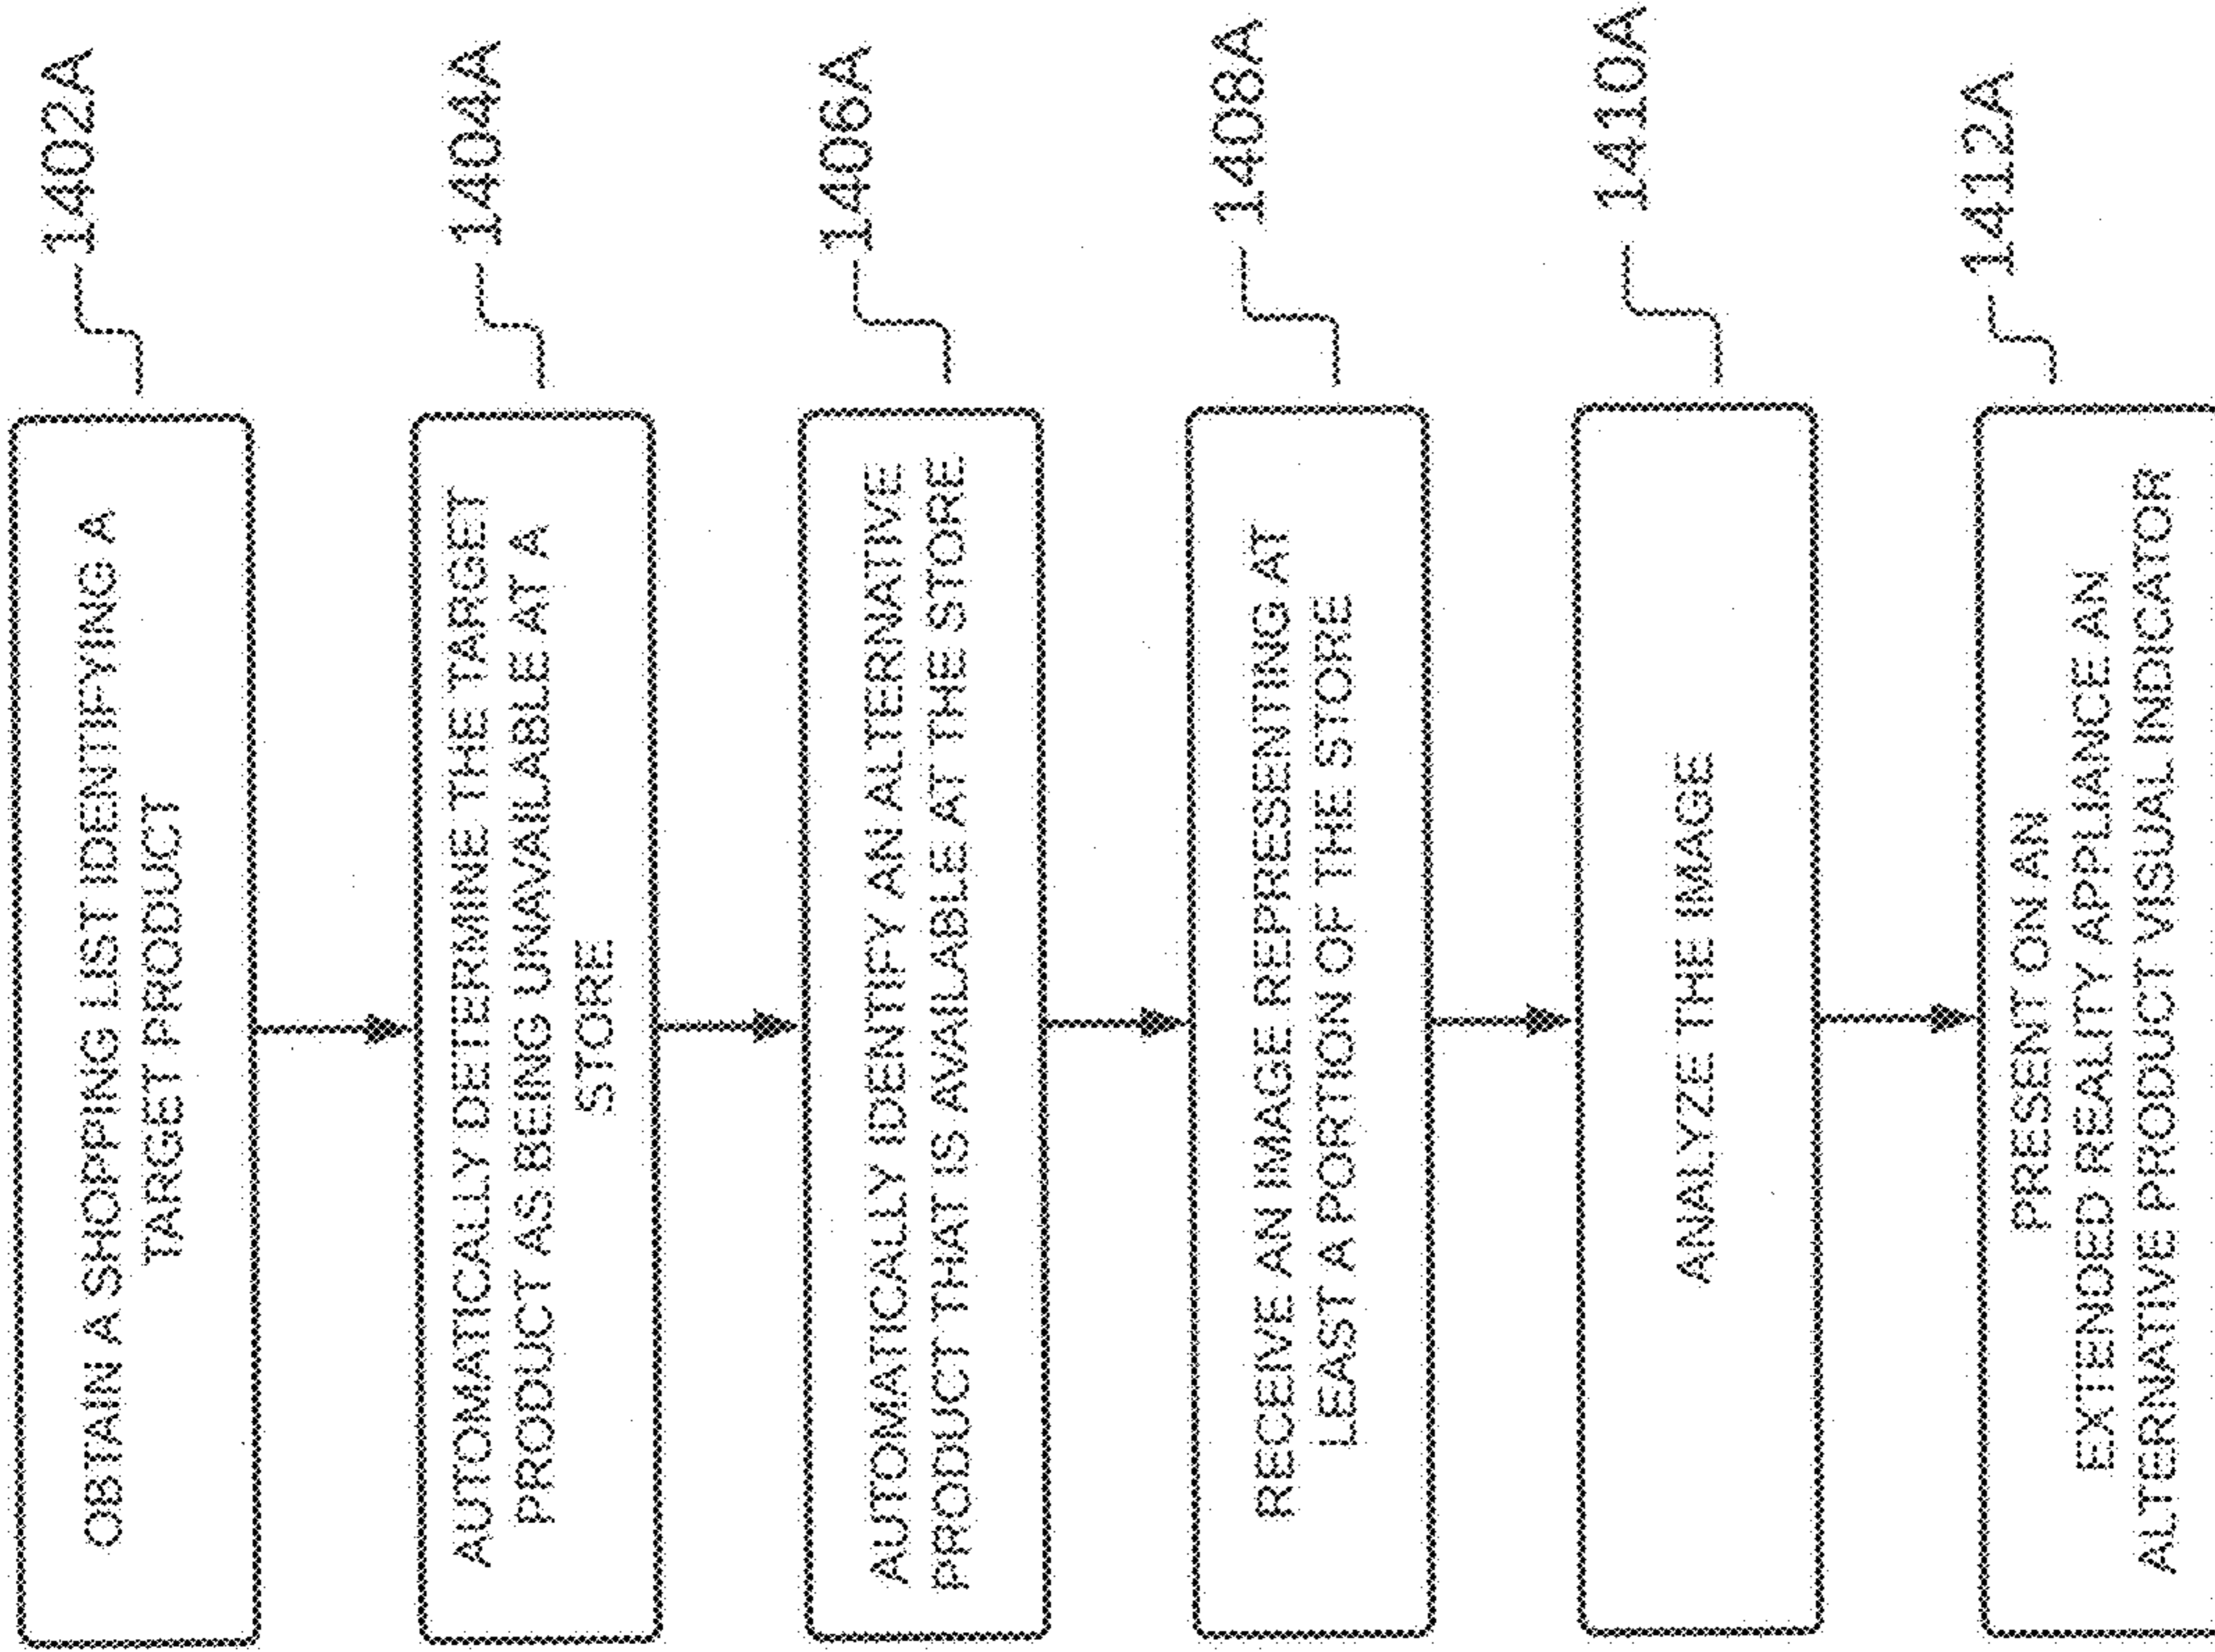 1402A
OBTAIN A SHOPPING LIST IDENTIFYING A
TARGET PRODUCT
1404A
AUTOMATICALLY DETERMINE THE TARGET
PRODUCT AS BEING UNAVAILABLE AT A
STORE
1406A
AUTOMATICALLY IDENTIFY AN ALTERNATIVE
PRODUCT THAT IS AVAILABLE AT THE STORE
1408A
RECEIVE AN IMAGE REPRESENTING AT
LEAST A PORTION OF THE STORE
1410A
ANALYZE THE IMAGE
1412A
PRESENT ON AN
EXTENDED REALITY APPLIANCE AN
ALTERNATIVE PRODUCT VISUAL INDICATOR